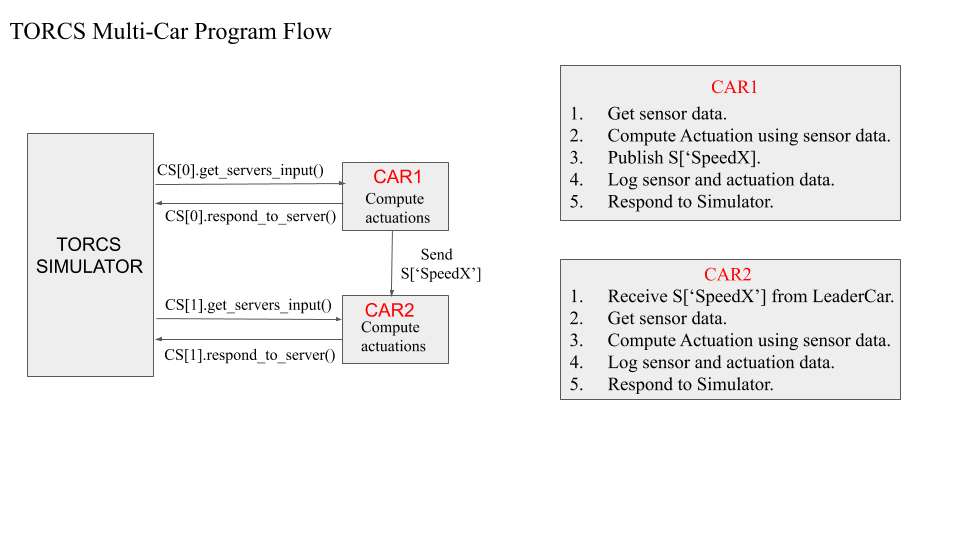 TORCS Multi-Car Program Flow
TORCS
SIMULATOR
CS[0].get_servers_input()
CS[0].respond_to_server()
CAR1
Compute
actuations
Send
S[‘SpeedX’]
CS[1].get_servers_input()
CS[1].respond_to_server()
CAR2
Compute
actuations
CAR1
1. Get sensor data.
2. Compute Actuation using sensor data.
3. Publish S[‘SpeedX].
4. Log sensor and actuation data.
5. Respond to Simulator.
CAR2
1. Receive S[‘SpeedX’] from LeaderCar.
2. Get sensor data.
3. Compute Actuation using sensor data.
4. Log sensor and actuation data.
5. Respond to Simulator.